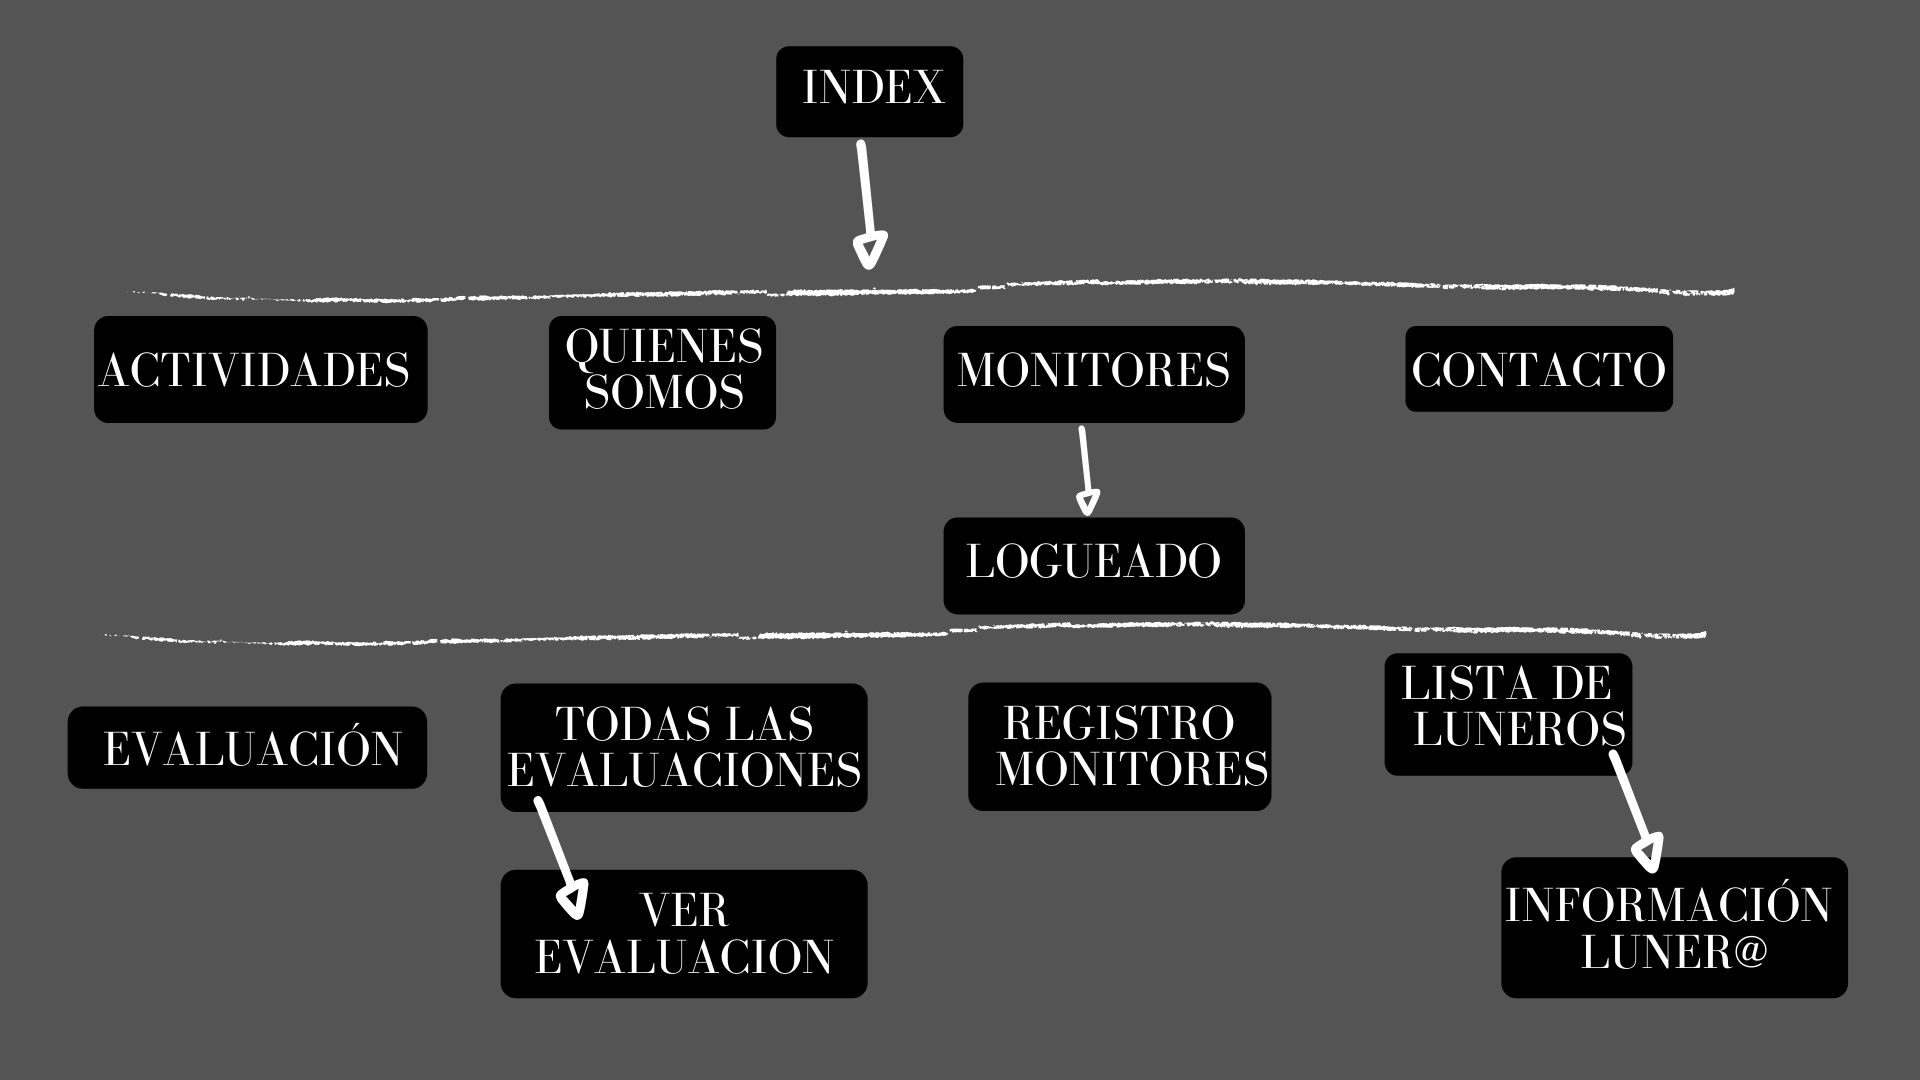 INDEX
ACTIVIDADES
QUIENES
SOMOS
MONITORES
CONTACTO
LOGUEADO
EVALUACIÓN
TODAS LAS
EVALUACIONES
REGISTRO
MONITORES
LISTA DE
LUNEROS
VER
EVALUACION
INFORMACIÓN
LUNER@